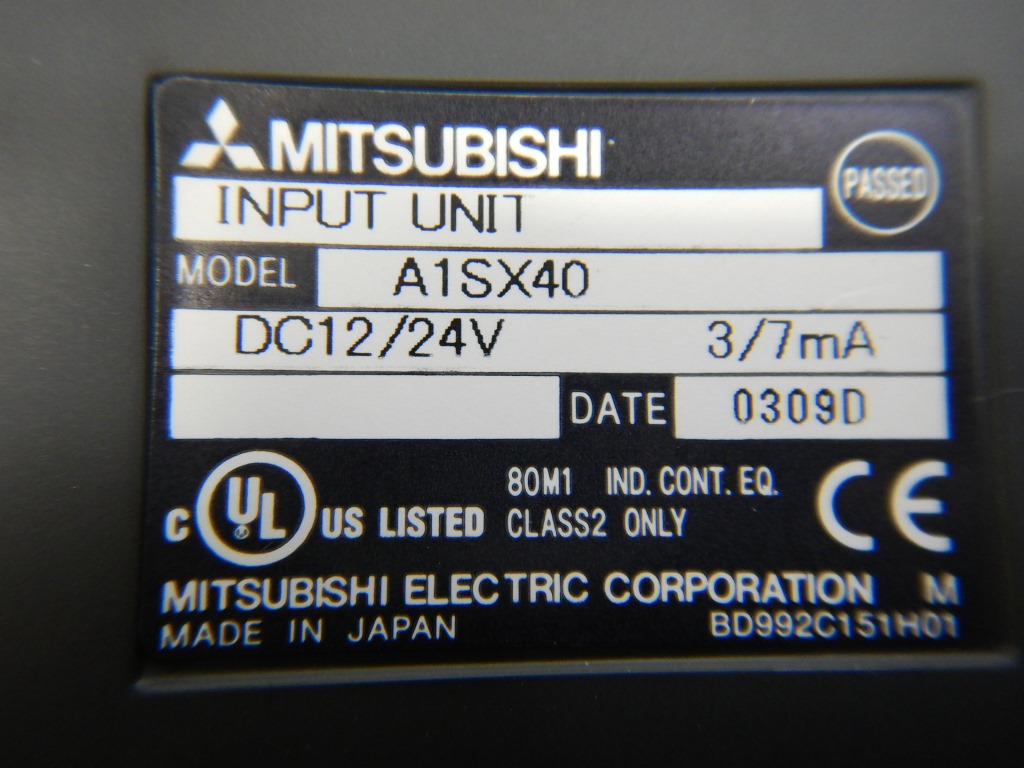 MITSUBISHI
PASSED
INPUT UNIT
MODEL A1SX40
DC12/24V 3/7mA
DATE 0309D
C UL ® US LISTED
80M1 IND. CONT. EQ.
CLASS2 ONLY
CE
MITSUBISHI ELECTRIC CORPORATION M
MADE IN JAPAN BD992C151H01